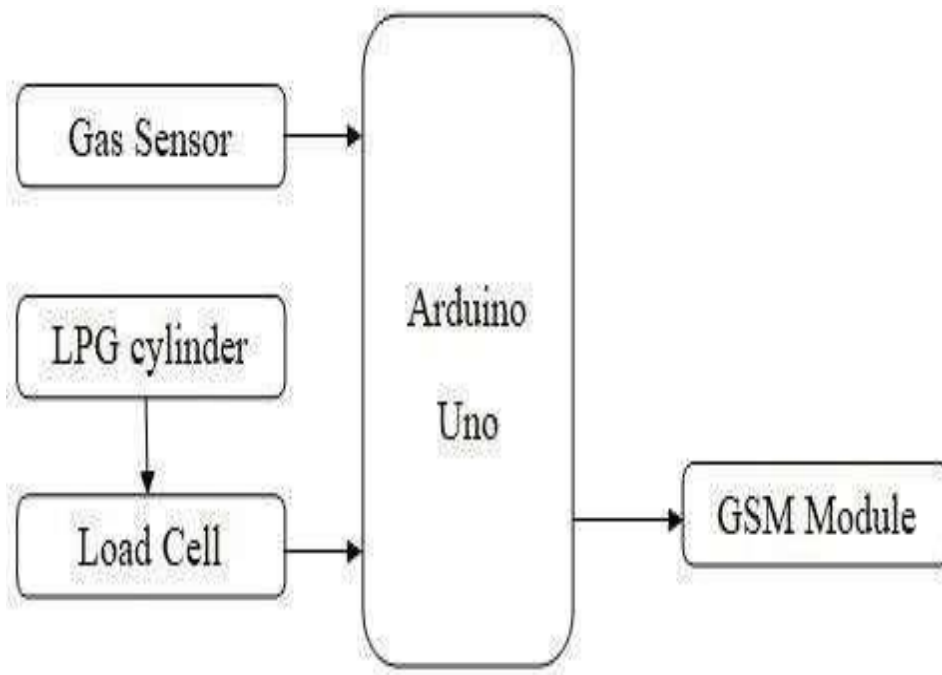 Gas Sensor
LPG cylinder
Load Cell
Arduino
Uno
GSM Module